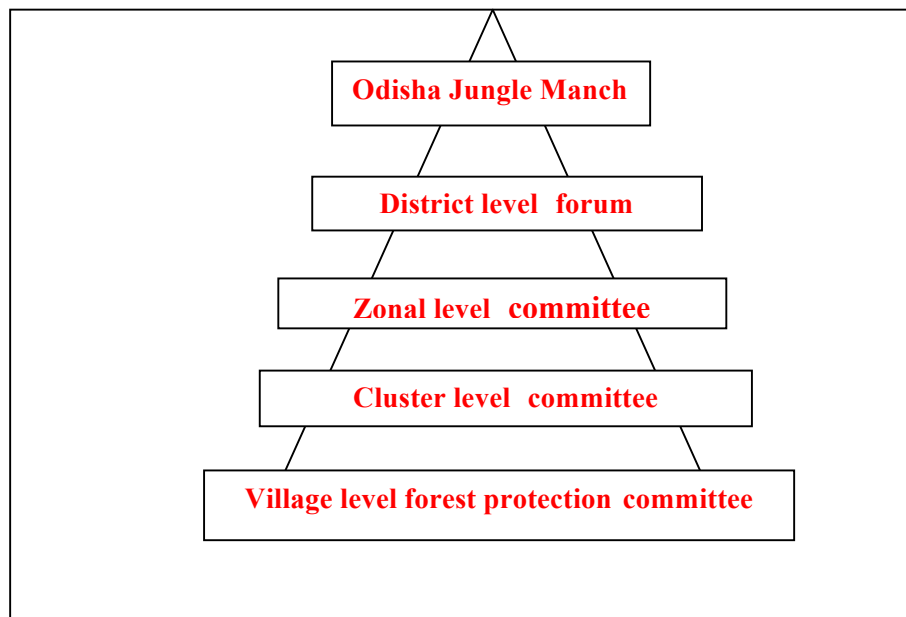 Odisha Jungle Manch
District level forum
Zonal level committee
Cluster level committee
Village level forest protection committee